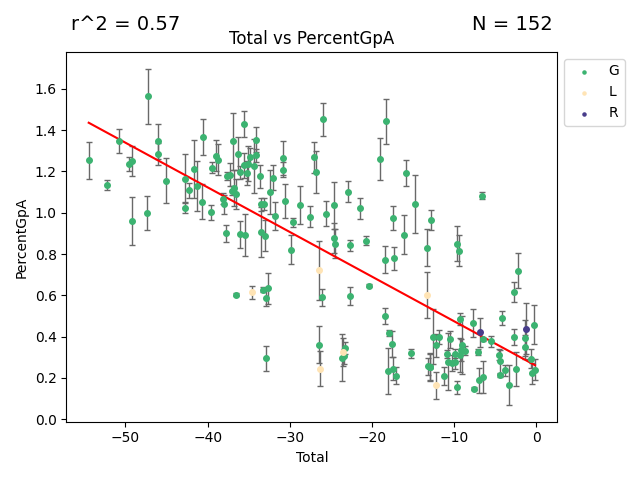 r^2 = 0.57 N = 152
Total vs PercentGpA
G
L
R
1.6
1.4
1.2
1.0
0.8
0.6
0.4
0.2
0.0
PercentGpA
−50 −40 −30 −20 −10 0
Total